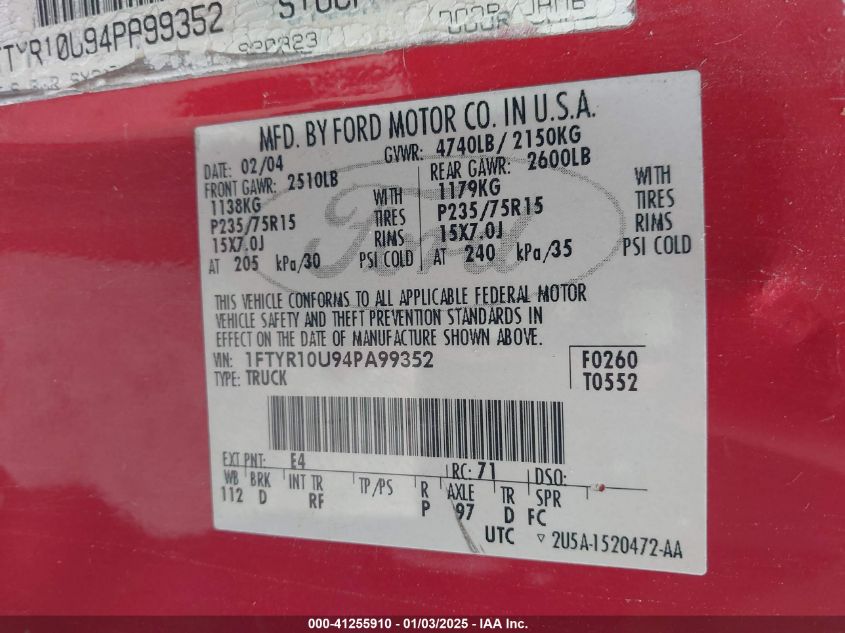 STOCK
DOOR JAMB
TYR10U94PA99352
MFD. BY FORD MOTOR CO. IN U.S.A.
DATE: 02/04 GVWR: 4740LB/ 2150KG
FRONT GAWR: 2510LB REAR GAWR: 2600LB
1138KG WITH 1179KG WITH
P235/75R15 TIRES P235/75R15 TIRES
15X7.0J RIMS 15X7.0J RIMS
AT 205 kPa/30 PSI COLD AT 240 kPa/35 PSI COLD
Ford
THIS VEHICLE CONFORMS TO ALL APPLICABLE FEDERAL MOTOR
VEHICLE SAFETY AND THEFT PREVENTION STANDARDS IN
EFFECT ON THE DATE OF MANUFACTURE SHOWN ABOVE.
VIN: 1FTYR10U94PA99352 F0260
TYPE: TRUCK T0552
EXT PNT: E4 RC: 71 DSO:
WB BRK INT TR TP/PS R AXLE TR SPR
112 D RF P 97 D FC
UTC ▽ 2U5A-1520472-AA
000-41255910 - 01/03/2025 - IAA Inc.